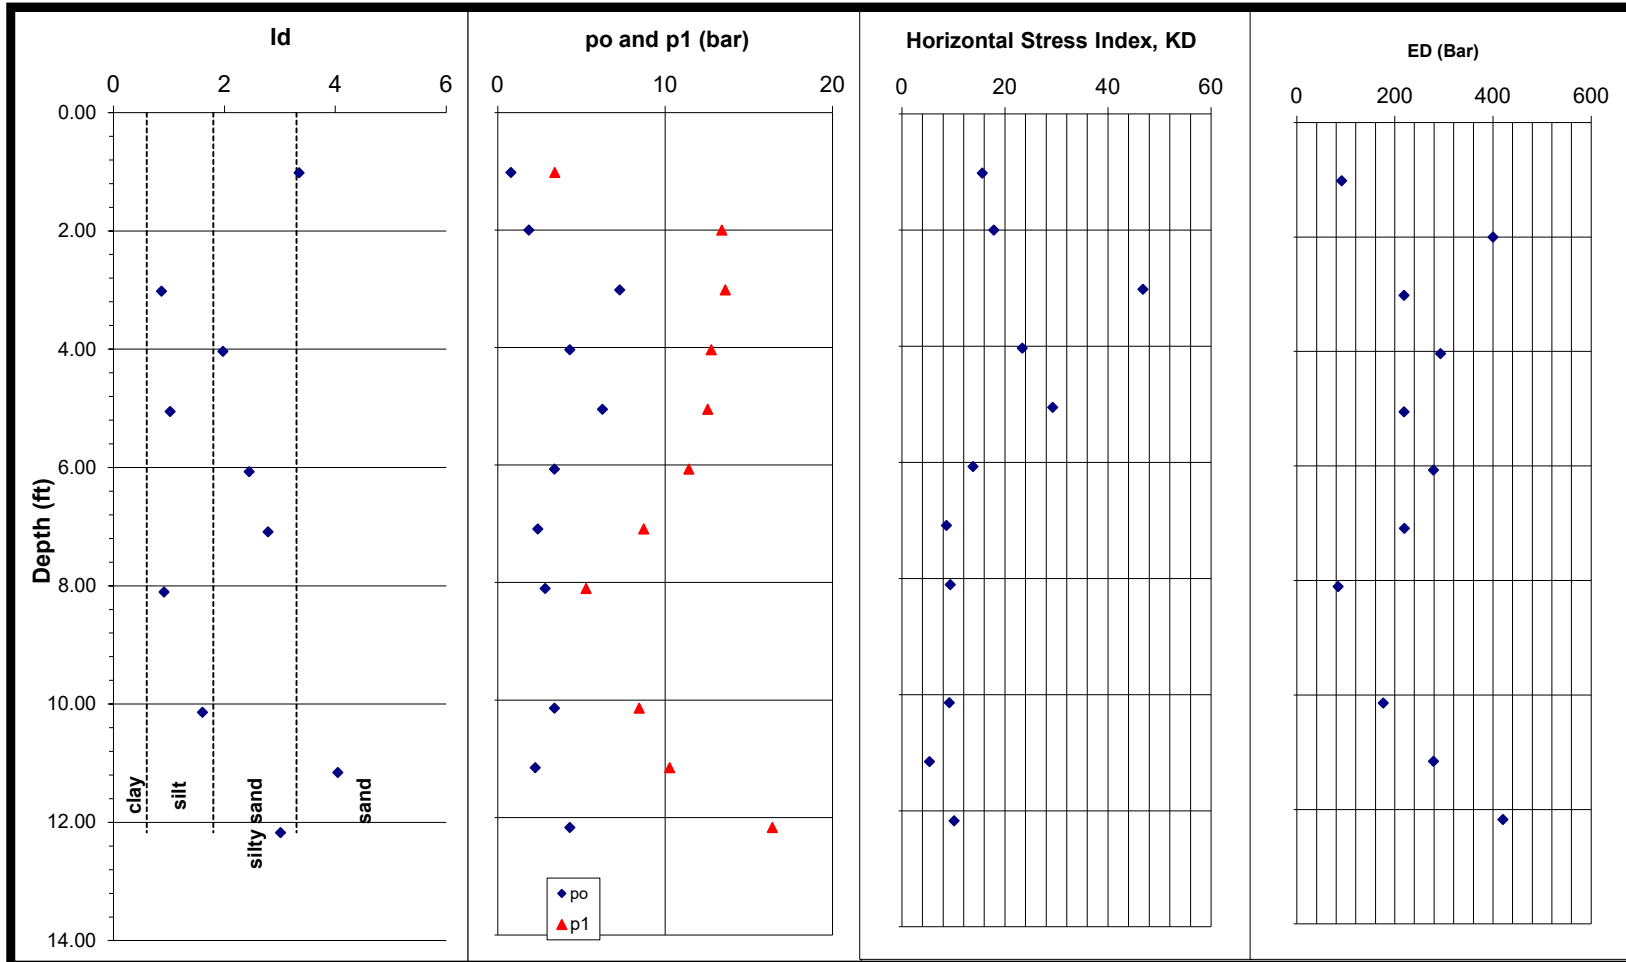 Id
po and p1 (bar)
Horizontal Stress Index, KD
ED (Bar)
0 2 4 6
0 10 20
0 20 40 60
0 200 400 600
0.00
2.00
4.00
6.00
8.00
10.00
12.00
14.00
Depth (ft)
clay
silt
silty sand
sand
po
p1